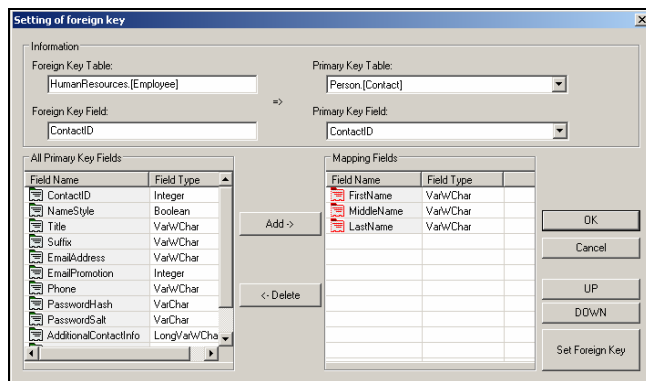 Setting of foreign key
Information
Foreign Key Table:
Primary Key Table:
HumanResources.[Employee]
=>
Person.[Contact]
Foreign Key Field:
Primary Key Field:
ContactID
ContactID
All Primary Key Fields
Field Name Field Type
ContactID Integer
NameStyle Boolean
Title VarWChar
Suffix VarWChar
EmailAddress VarWChar
EmailPromotion Integer
Phone VarWChar
PasswordHash VarChar
PasswordSalt VarChar
AdditionalContactInfo LongVarWCha
Add ->
<- Delete
Mapping Fields
Field Name Field Type
FirstName VarWChar
MiddleName VarWChar
LastName VarWChar
OK
Cancel
UP
DOWN
Set Foreign Key